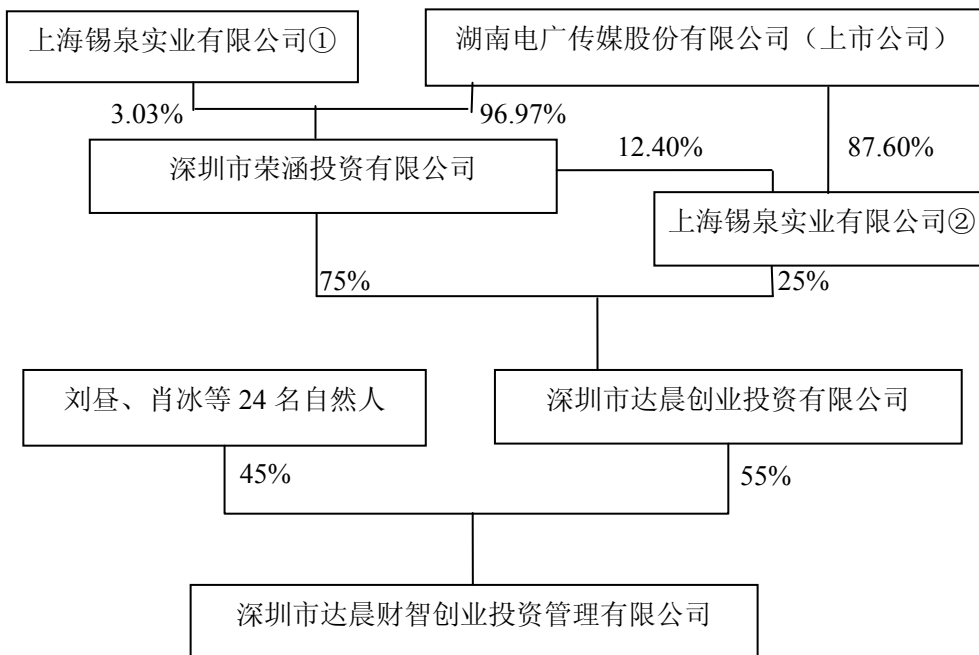 上海锡泉实业有限公司①
湖南电广传媒股份有限公司（上市公司）
3.03%
96.97%
深圳市荣涵投资有限公司
12.40%
87.60%
上海锡泉实业有限公司②
75%
25%
刘昼、肖冰等 24 名自然人
深圳市达晨创业投资有限公司
45%
55%
深圳市达晨财智创业投资管理有限公司